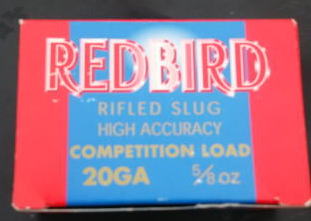 REDBIRD
RIFLED SLUG
HIGH ACCURACY
COMPETITION LOAD
20GA 5/8 OZ